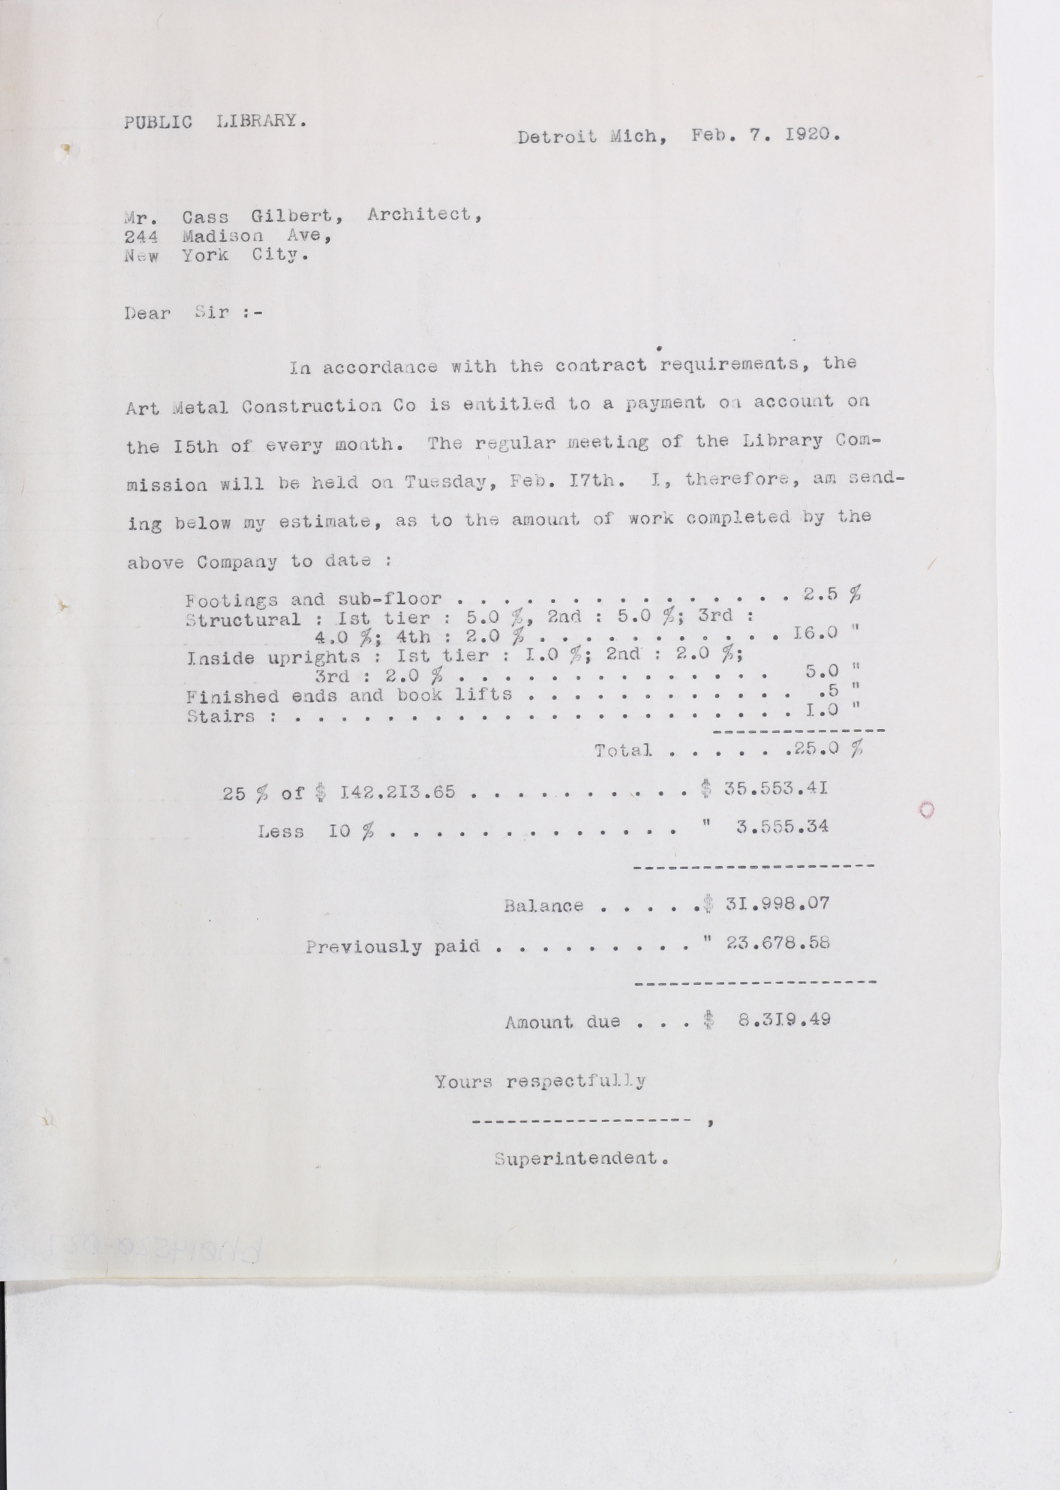 PUBLIC LIBRARY.
Detroit Mich, Feb. 7. I920.
Mr. Cass Gilbert, Architect,
244 Madison Ave,
New York City.
Dear Sir :-
In accordance with the contract requirements, the
Art Metal Construction Co is entitled to a payment on account on
the I5th of every month. The regular meeting of the Library Com-
mission will be held on Tuesday, Feb. I7th. I, therefore, am send-
ing below my estimate, as to the amount of work completed by the
above Company to date :
Footings and sub-floor . . . . . . . . . . . . . . . 2.5 %
Structural : Ist tier : 5.0 %, 2nd : 5.0 %; 3rd :
4.0 %; 4th : 2.0 % . . . . . . . . . . . I6.0 "
Inside uprights : Ist tier : I.0 %; 2nd : 2.0 %;
3rd : 2.0 % . . . . . . . . . . . . . . 5.0 "
Finished ends and book lifts . . . . . . . . . . . . .5 "
Stairs : . . . . . . . . . . . . . . . . . . . . . . I.0 "
---------------
Total . . . . . .25.0 %
25 % of $ I42.2I3.65 . . . . . . . . . . $ 35.553.4I
Less I0 % . . . . . . . . . . . . . " 3.555.34
---------------------
Balance . . . . .$ 3I.998.07
Previously paid . . . . . . . . . " 23.678.58
---------------------
Amount due . . . $ 8.3I9.49
Yours respectfully
------------------- ,
Superintendent.